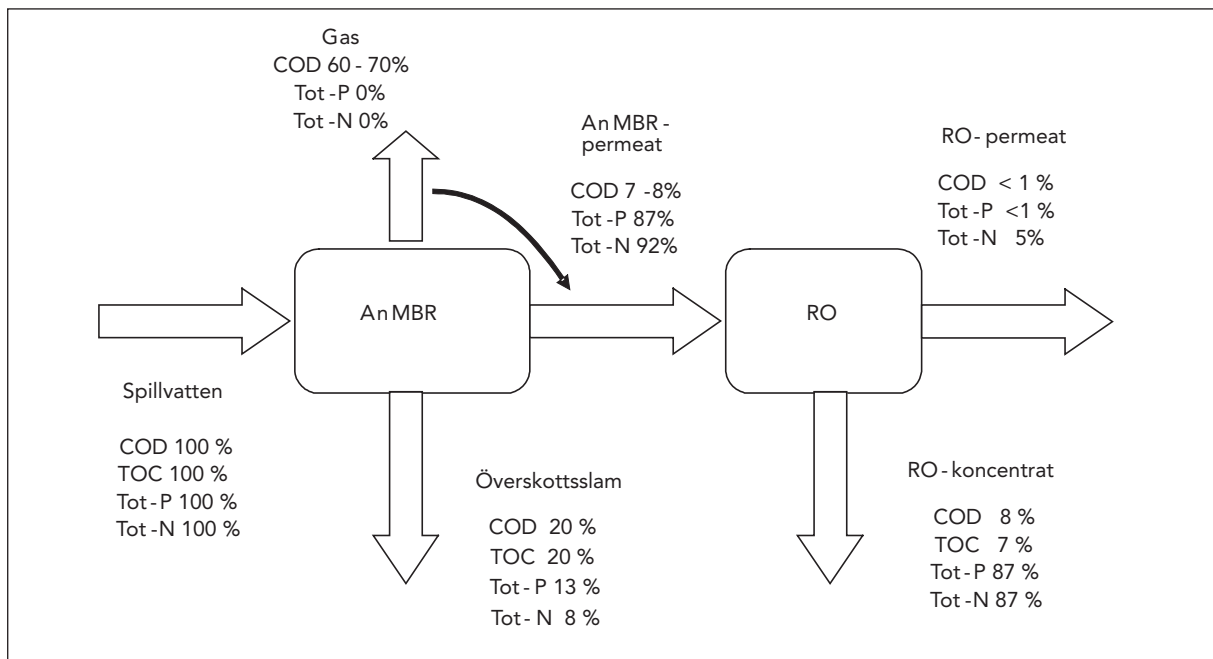 Gas
COD 60 - 70%
Tot -P 0%
Tot -N 0%
An MBR -
permeat
COD 7 -8%
Tot -P 87%
Tot -N 92%
RO - permeat
COD < 1 %
Tot -P <1 %
Tot -N 5%
An MBR
RO
Spillvatten
COD 100 %
TOC 100 %
Tot - P 100 %
Tot -N 100 %
Överskottsslam
COD 20 %
TOC 20 %
Tot - P 13 %
Tot - N 8 %
RO - koncentrat
COD 8 %
TOC 7 %
Tot - P 87 %
Tot - N 87 %